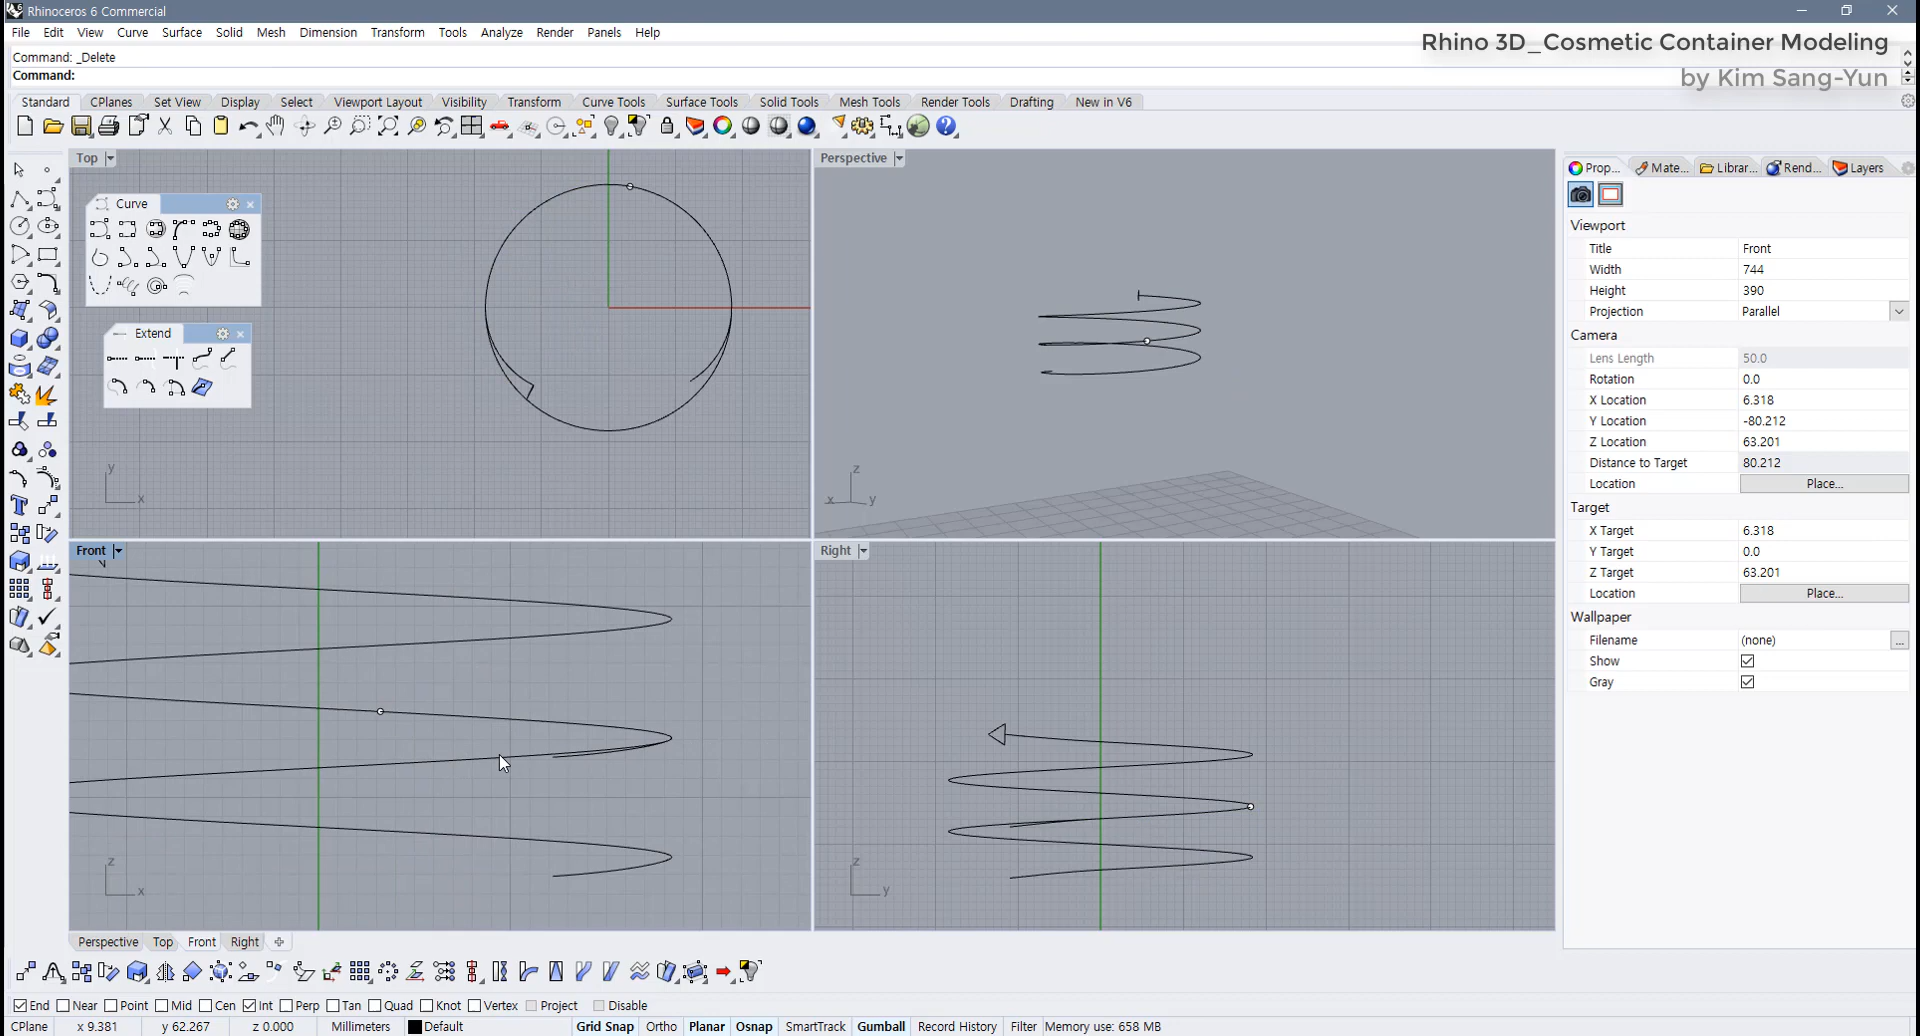 Rhinoceros 6 Commercial
File Edit View Curve Surface Solid Mesh Dimension Transform Tools Analyze Render Panels Help
Rhino 3D_Cosmetic Container Modeling
by Kim Sang-Yun
Command: _Delete
Command:
Standard CPlanes Set View Display Select Viewport Layout Visibility Transform Curve Tools Surface Tools Solid Tools Mesh Tools Render Tools Drafting New in V6
Top
Perspective
Prop... Mate... Librar... Rend... Layers
Curve
Extend
y
x
z
x
y
Front
Right
z
x
z
y
Viewport
Title Front
Width 744
Height 390
Projection Parallel
Camera
Lens Length 50.0
Rotation 0.0
X Location 6.318
Y Location -80.212
Z Location 63.201
Distance to Target 80.212
Location Place...
Target
X Target 6.318
Y Target 0.0
Z Target 63.201
Location Place...
Wallpaper
Filename (none) ...
Show
Gray
Perspective Top Front Right
End Near Point Mid Cen Int Perp Tan Quad Knot Vertex Project Disable
CPlane x 9.381 y 62.267 z 0.000 Millimeters Default Grid Snap Ortho Planar Osnap SmartTrack Gumball Record History Filter Memory use: 658 MB